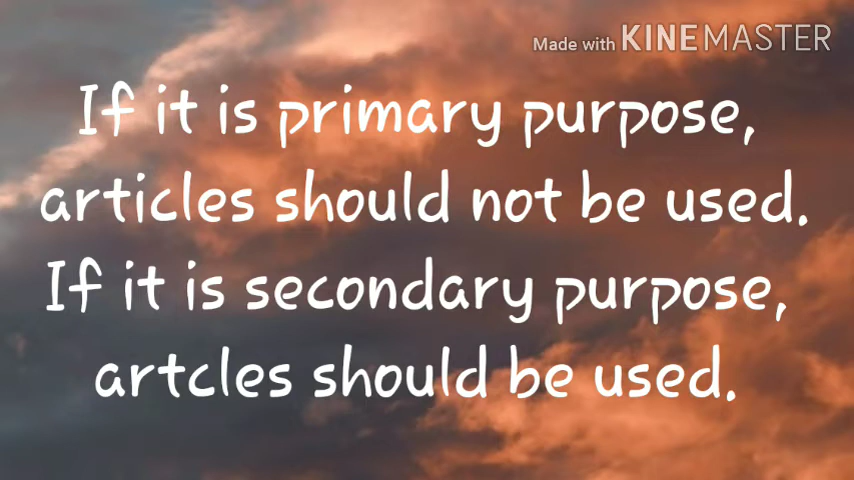 Made with KINEMASTER
If it is primary purpose,
articles should not be used.
If it is secondary purpose,
artcles should be used.